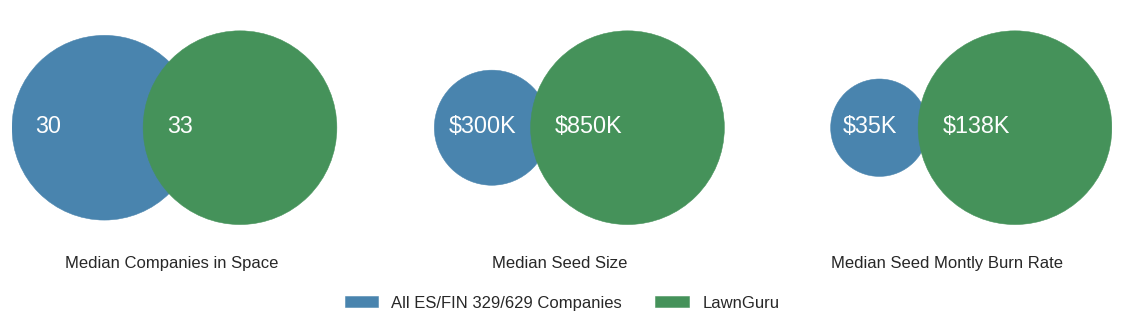 30
33
$300K
$850K
$35K
$138K
Median Companies in Space
Median Seed Size
Median Seed Montly Burn Rate
All ES/FIN 329/629 Companies
LawnGuru